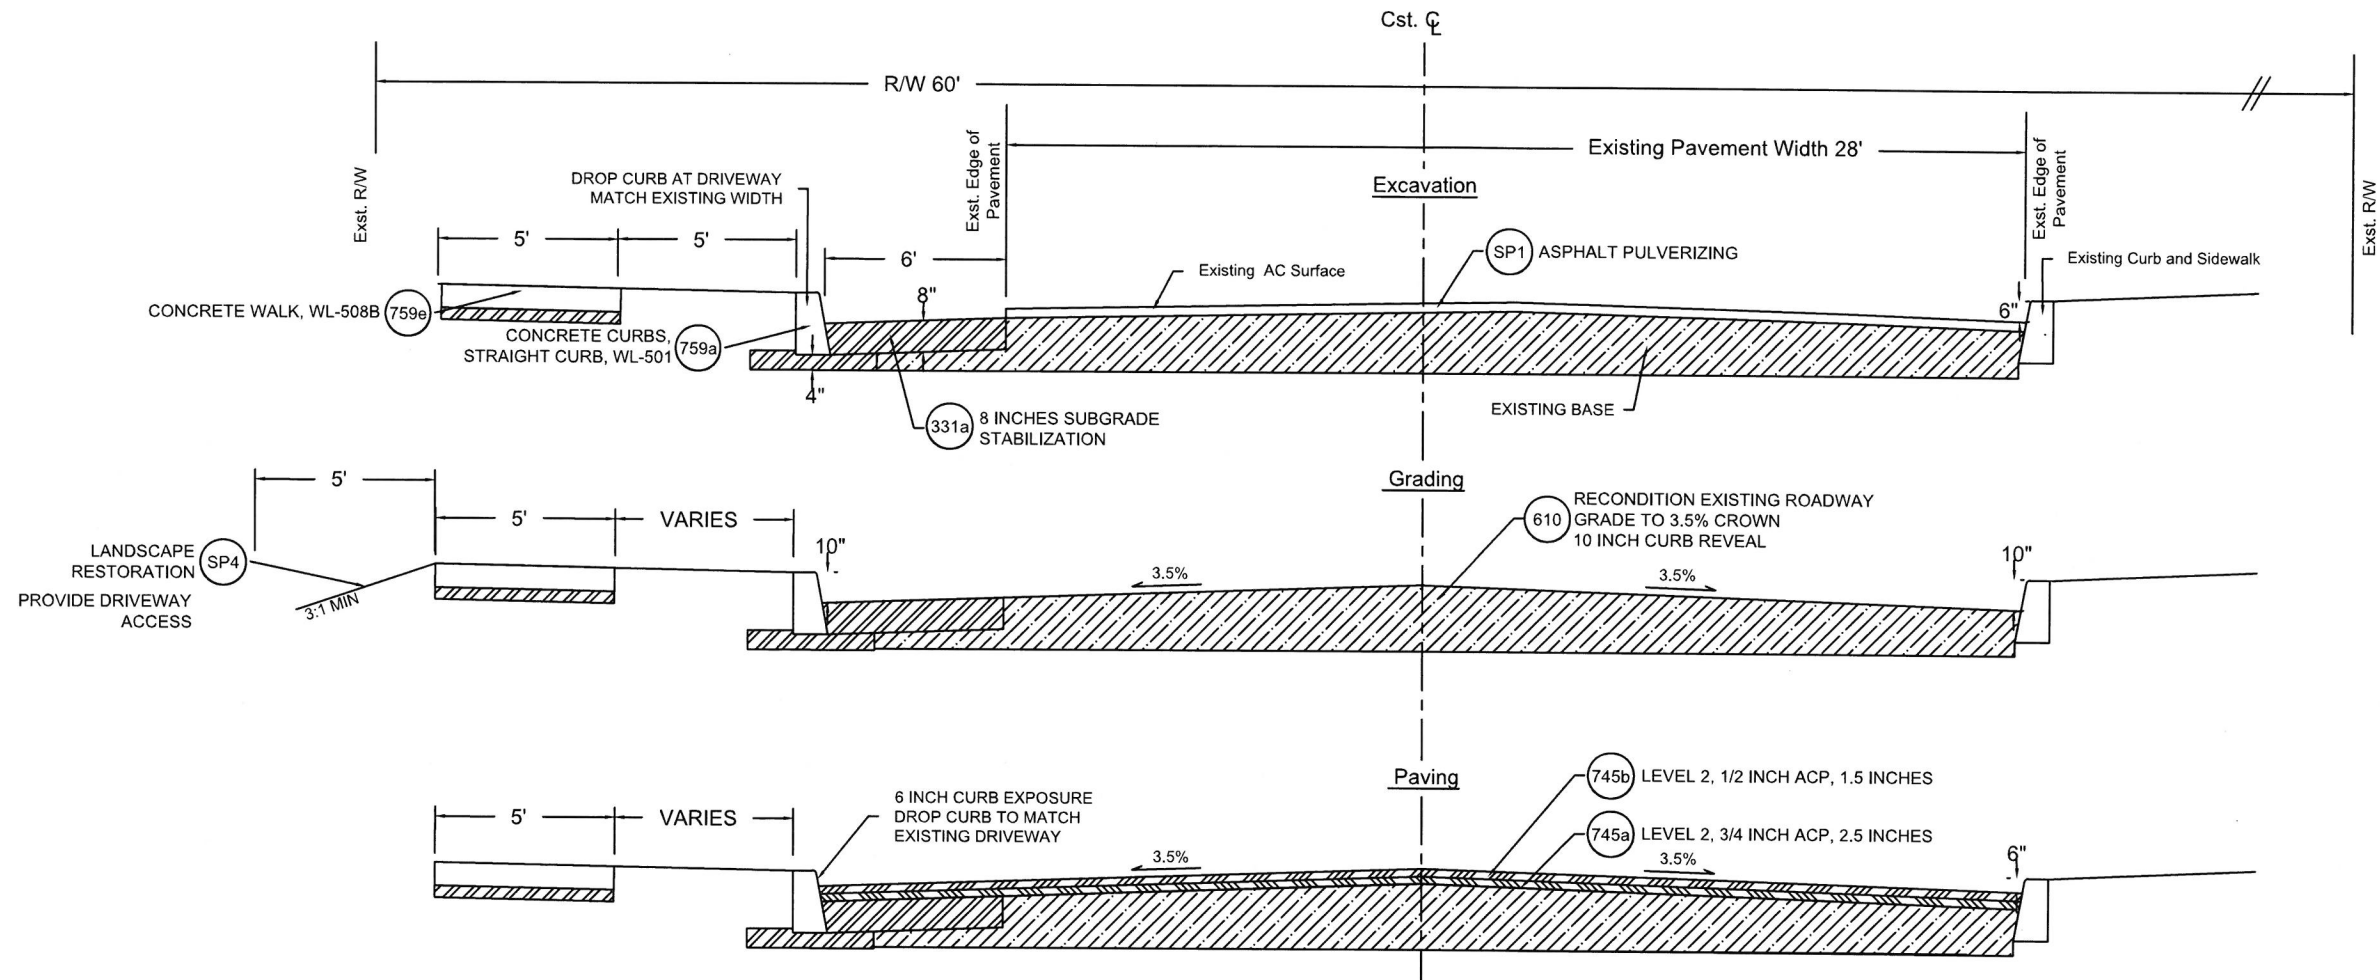 Cst. ℄
R/W 60'
Exst. R/W
Exst. Edge of
Pavement
Existing Pavement Width 28'
Exst. Edge of
Pavement
Exst. R/W
DROP CURB AT DRIVEWAY
MATCH EXISTING WIDTH
Excavation
5'
5'
6'
SP1 ASPHALT PULVERIZING
Existing AC Surface
Existing Curb and Sidewalk
8"
6"
CONCRETE WALK, WL-508B 759e
CONCRETE CURBS,
STRAIGHT CURB, WL-501 759a
4"
331a 8 INCHES SUBGRADE
STABILIZATION
EXISTING BASE
Grading
5'
5'
VARIES
RECONDITION EXISTING ROADWAY
610 GRADE TO 3.5% CROWN
10 INCH CURB REVEAL
LANDSCAPE
RESTORATION SP4
PROVIDE DRIVEWAY
ACCESS
3:1 MIN
10"
10"
3.5%
3.5%
Paving
745b LEVEL 2, 1/2 INCH ACP, 1.5 INCHES
745a LEVEL 2, 3/4 INCH ACP, 2.5 INCHES
6 INCH CURB EXPOSURE
DROP CURB TO MATCH
EXISTING DRIVEWAY
5'
VARIES
3.5%
3.5%
6"